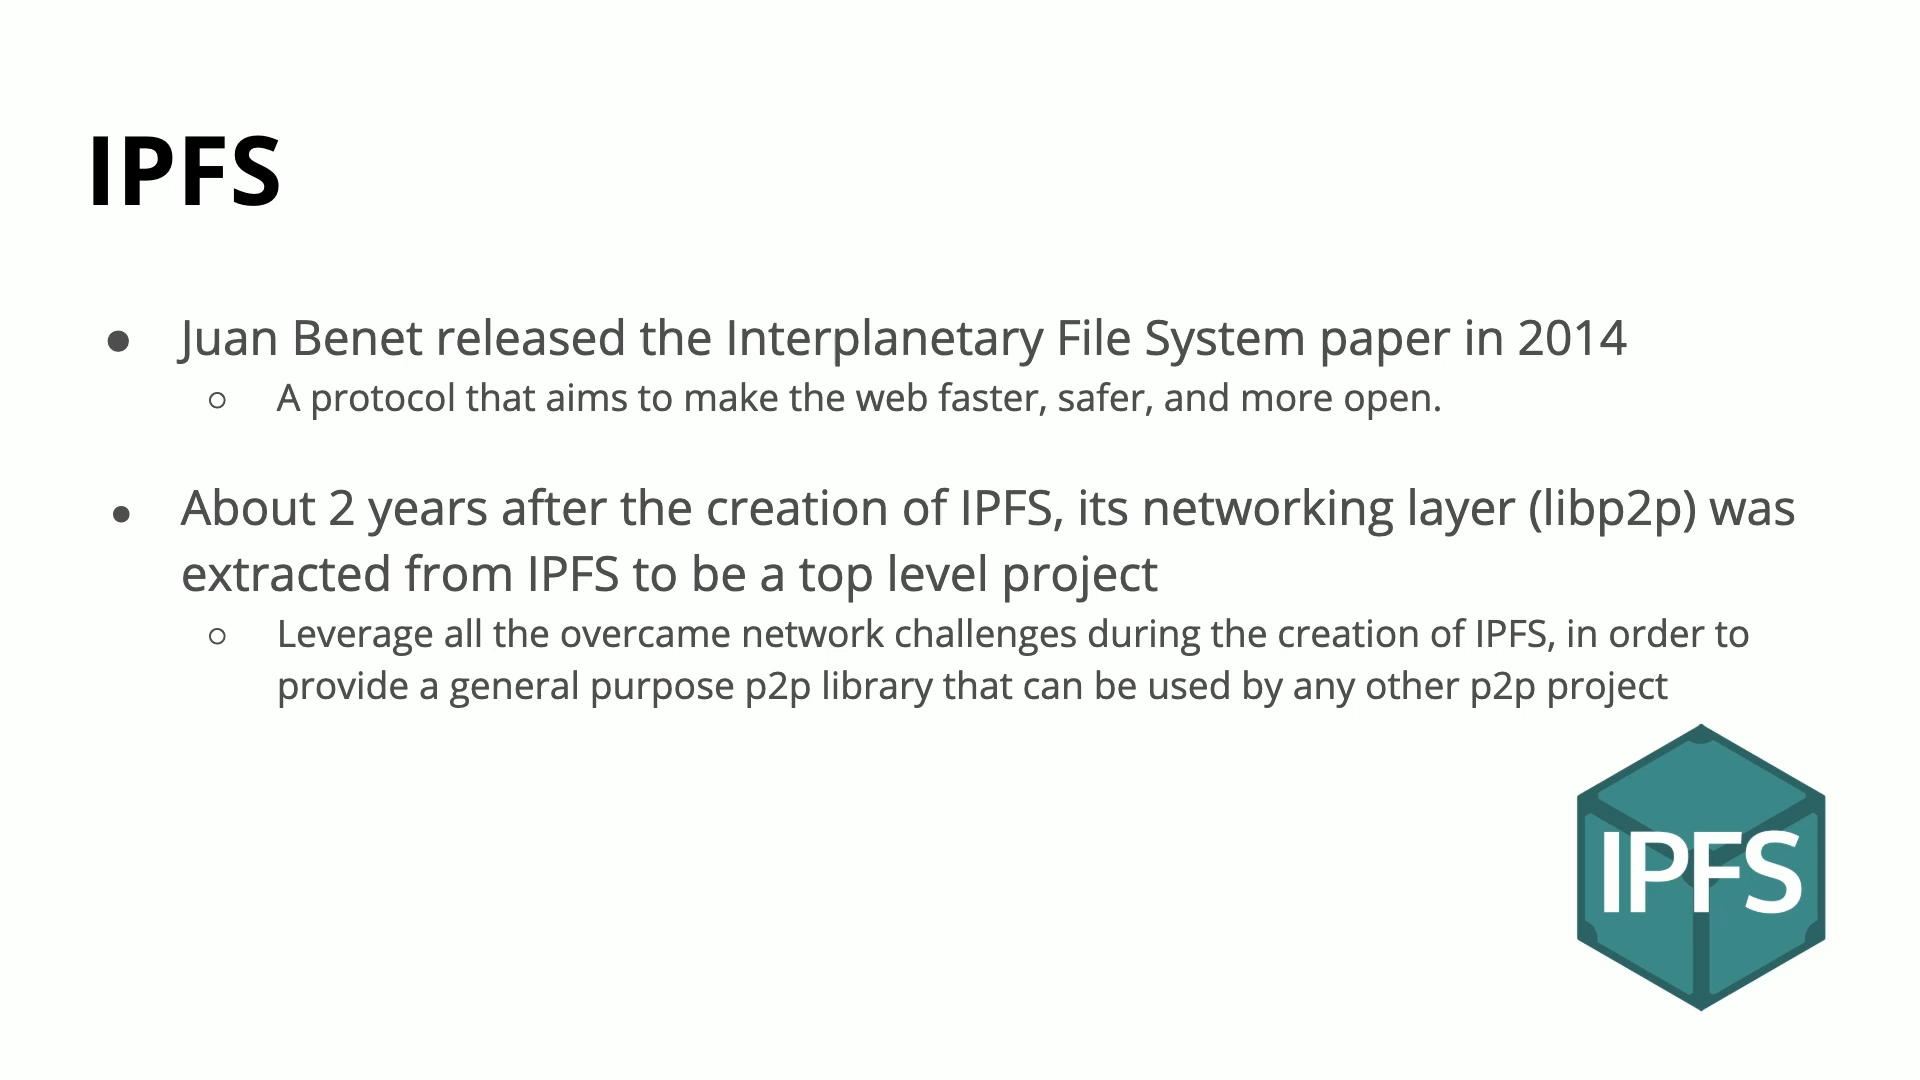 IPFS
● Juan Benet released the Interplanetary File System paper in 2014
○ A protocol that aims to make the web faster, safer, and more open.
● About 2 years after the creation of IPFS, its networking layer (libp2p) was
extracted from IPFS to be a top level project
○ Leverage all the overcame network challenges during the creation of IPFS, in order to
provide a general purpose p2p library that can be used by any other p2p project
IPFS